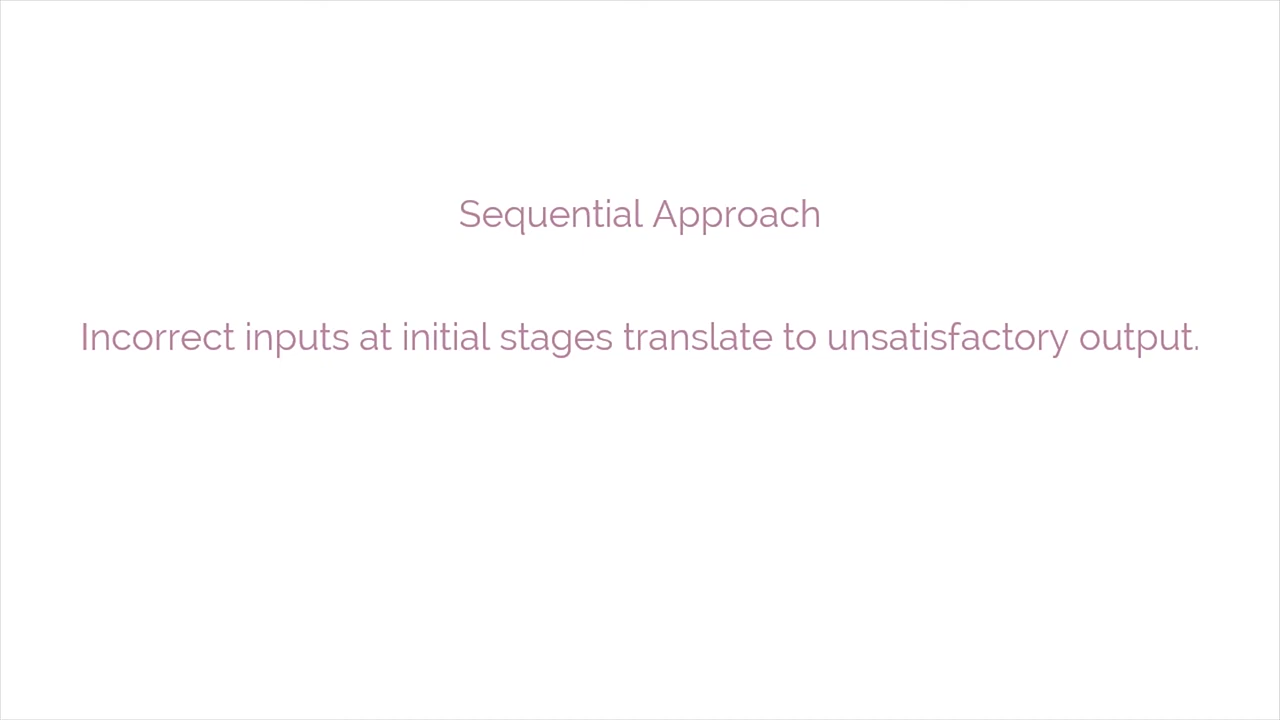 Sequential Approach
Incorrect inputs at initial stages translate to unsatisfactory output.